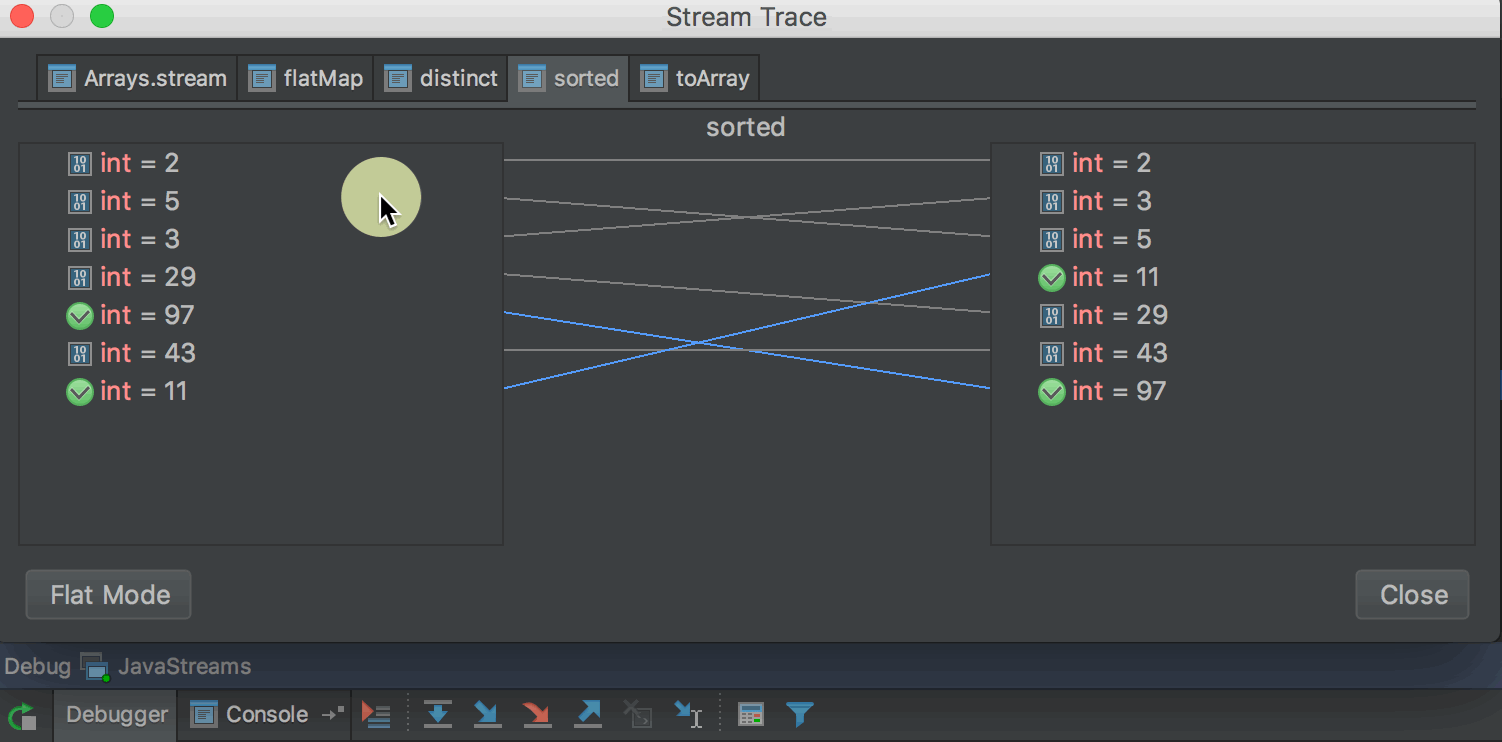 Stream Trace
Arrays.stream flatMap distinct sorted toArray
sorted
int = 2
int = 5
int = 3
int = 29
int = 97
int = 43
int = 11
int = 2
int = 3
int = 5
int = 11
int = 29
int = 43
int = 97
Flat Mode
Close
Debug JavaStreams
Debugger Console